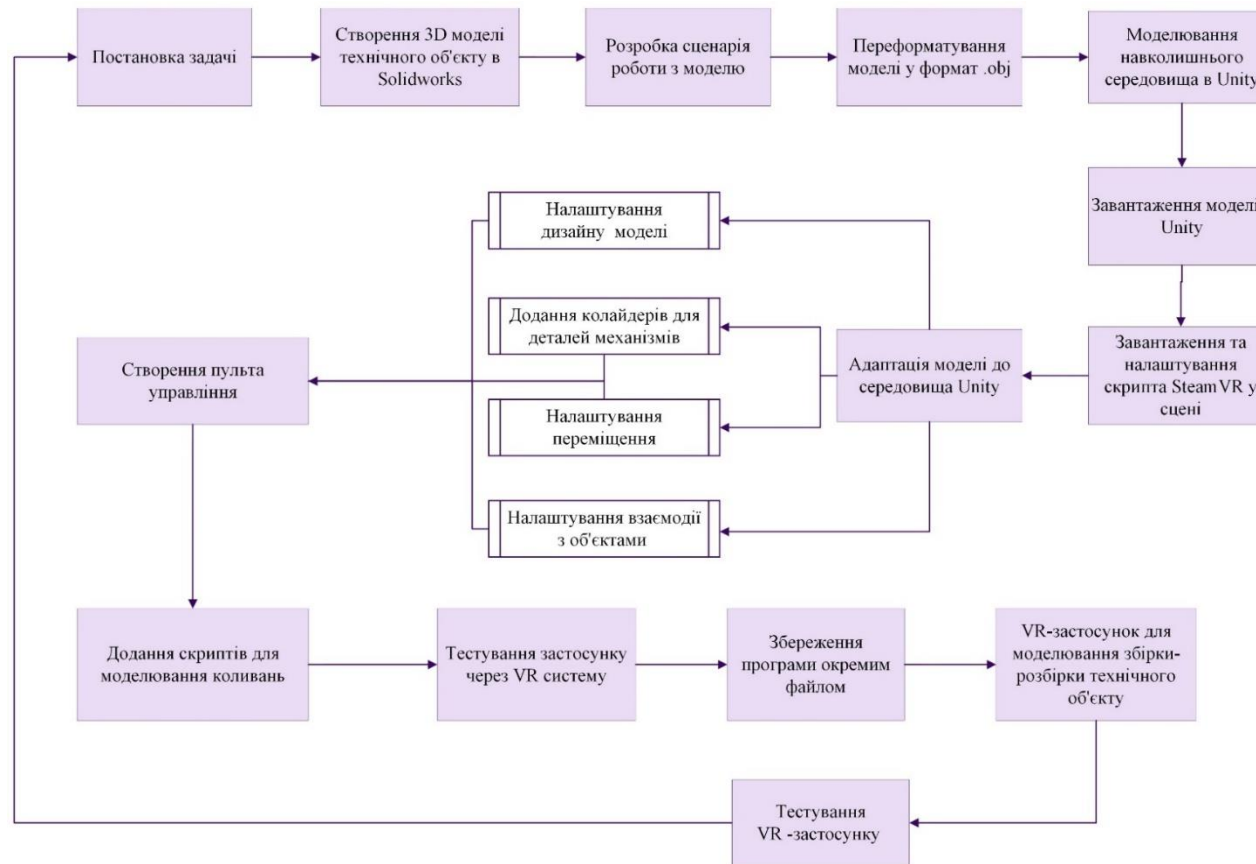 Постановка задачі
Створення 3D моделі
технічного об'єкту в
Solidworks
Розробка сценарія
роботи з моделю
Переформатування
моделі у формат .obj
Моделювання
навколишнього
середовища в Unity
Завантаження моделі
Unity
Завантаження та
налаштування
скрипта SteamVR у
сцені
Адаптація моделі до
середовища Unity
Налаштування
дизайну моделі
Додання колайдерів для
деталей механізмів
Налаштування
переміщення
Налаштування взаємодії
з об'єктами
Створення пульта
управління
Додання скриптів для
моделювання коливань
Тестування застосунку
через VR систему
Збереження
програми окремим
файлом
VR-застосунок для
моделювання збірки-
розбірки технічного
об'єкту
Тестування
VR -застосунку